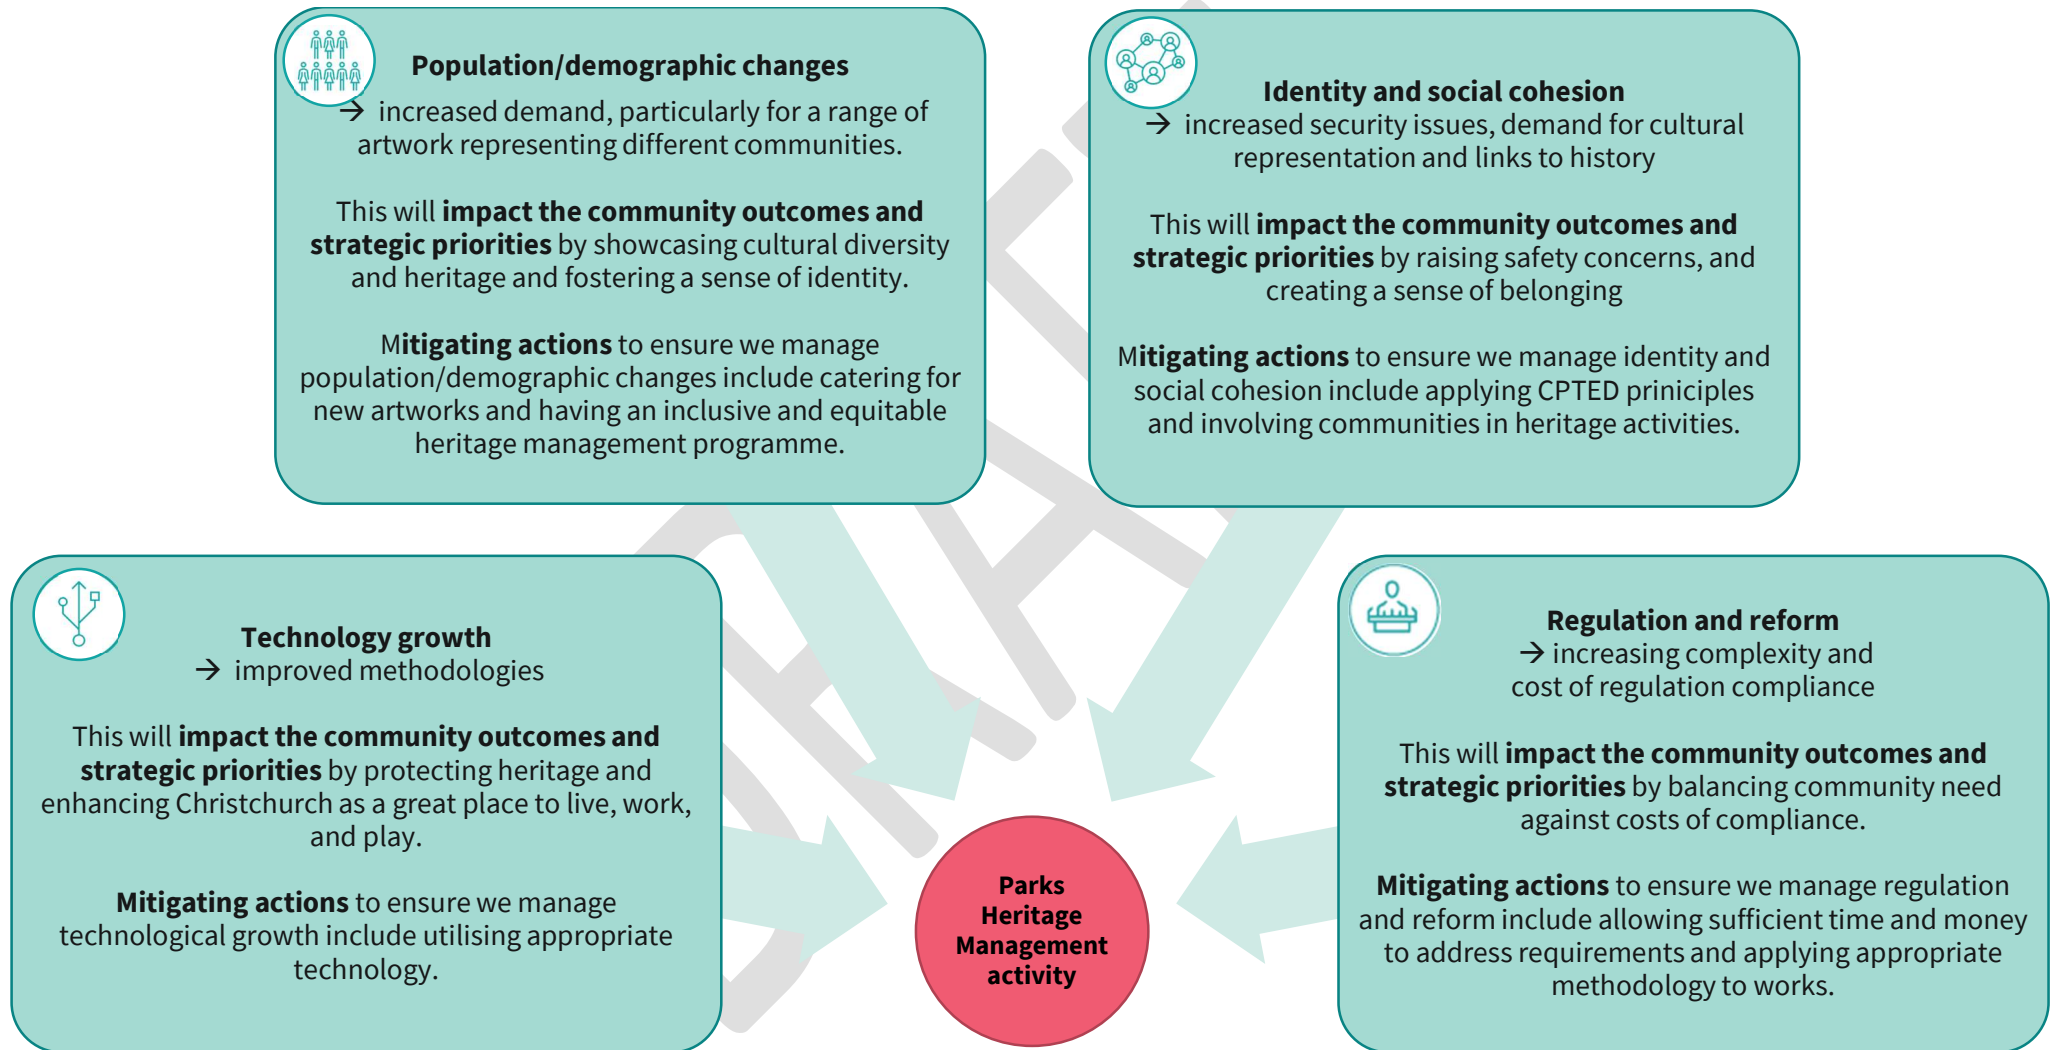 Population/demographic changes
→ increased demand, particularly for a range of
artwork representing different communities.
This will impact the community outcomes and
strategic priorities by showcasing cultural diversity
and heritage and fostering a sense of identity.
Mitigating actions to ensure we manage
population/demographic changes include catering for
new artworks and having an inclusive and equitable
heritage management programme.
Identity and social cohesion
→ increased security issues, demand for cultural
representation and links to history
This will impact the community outcomes and
strategic priorities by raising safety concerns, and
creating a sense of belonging
Mitigating actions to ensure we manage identity and
social cohesion include applying CPTED priniciples
and involving communities in heritage activities.
Technology growth
→ improved methodologies
This will impact the community outcomes and
strategic priorities by protecting heritage and
enhancing Christchurch as a great place to live, work,
and play.
Mitigating actions to ensure we manage
technological growth include utilising appropriate
technology.
Regulation and reform
→ increasing complexity and
cost of regulation compliance
This will impact the community outcomes and
strategic priorities by balancing community need
against costs of compliance.
Mitigating actions to ensure we manage regulation
and reform include allowing sufficient time and money
to address requirements and applying appropriate
methodology to works.
Parks
Heritage
Management
activity
DRAFT